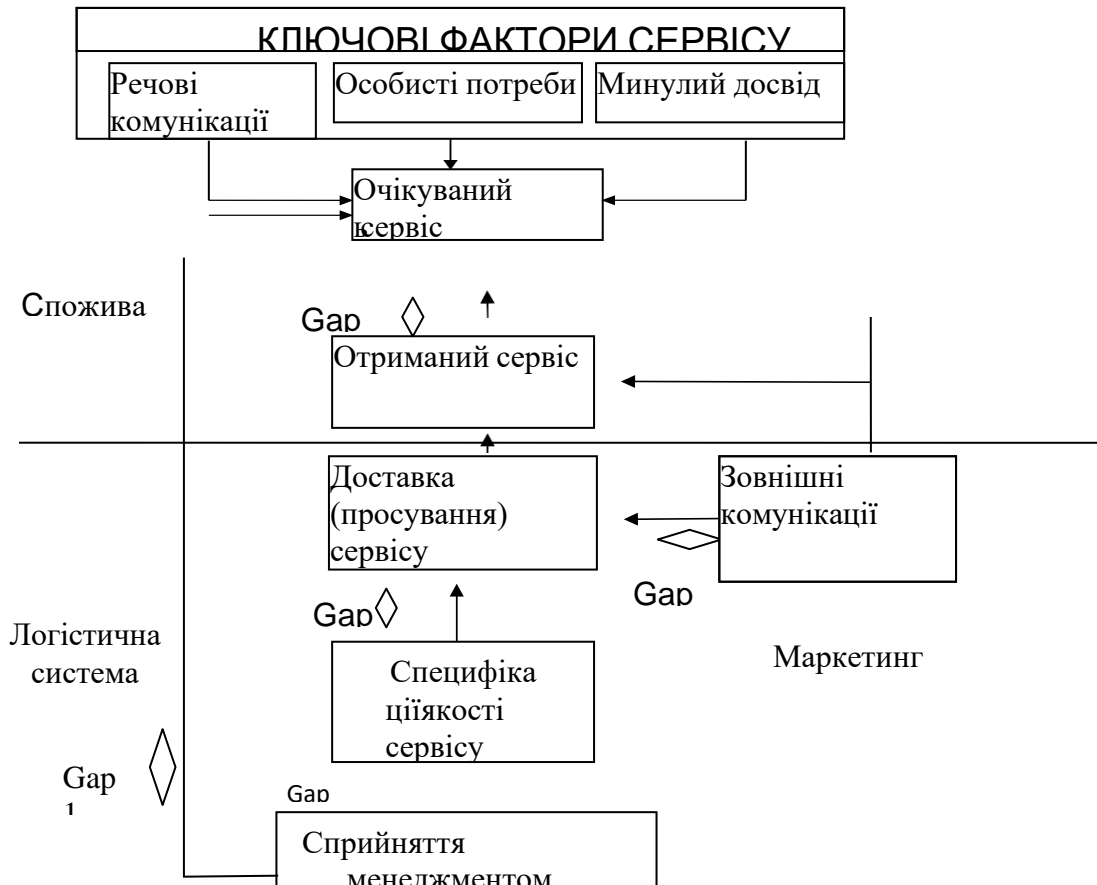 КЛЮЧОВІ ФАКТОРИ СЕРВІСУ
Речові
комунікації
Особисті потреби
Минулий досвід
Очікуваний
сервіс
Спожива
Gap
Отриманий сервіс
Доставка
(просування)
сервісу
Зовнішні
комунікації
Gap
Gap
Логістична
система
Специфіка
ціїякості
сервісу
Маркетинг
Gap
1
Gap
Сприйняття
менеджментом